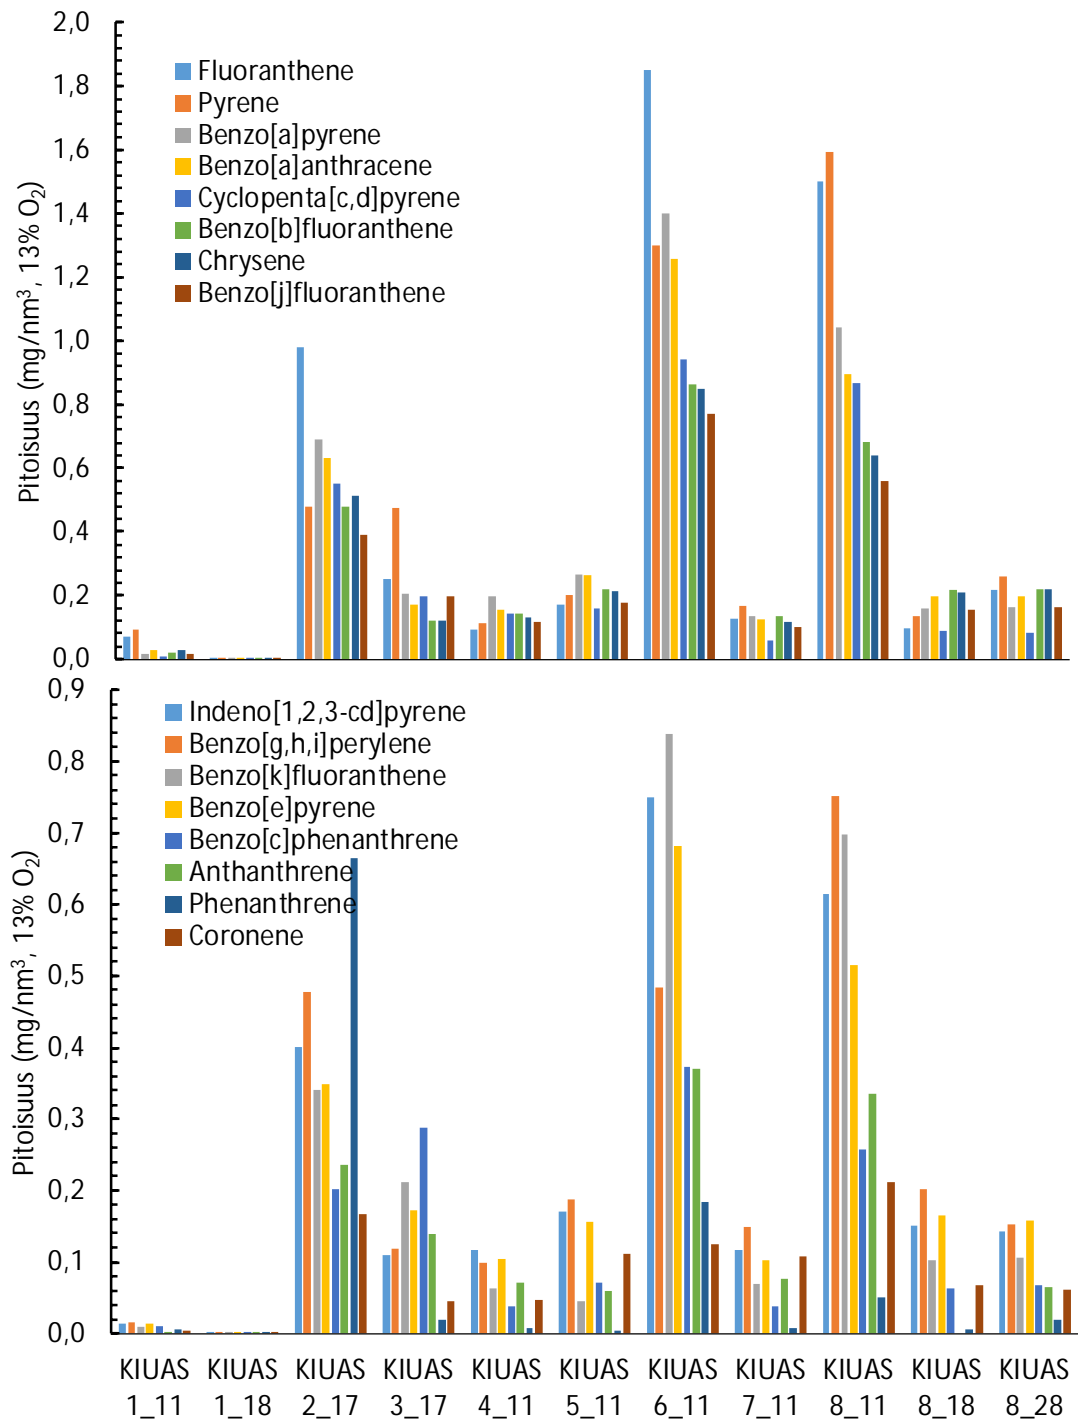 2,0
1,8
1,6
1,4
1,2
1,0
0,8
0,6
0,4
0,2
0,0
Pitoisuus (mg/nm³, 13% O₂)
Fluoranthene
Pyrene
Benzo[a]pyrene
Benzo[a]anthracene
Cyclopenta[c,d]pyrene
Benzo[b]fluoranthene
Chrysene
Benzo[j]fluoranthene
0,9
0,8
0,7
0,6
0,5
0,4
0,3
0,2
0,1
0,0
Pitoisuus (mg/nm³, 13% O₂)
Indeno[1,2,3-cd]pyrene
Benzo[g,h,i]perylene
Benzo[k]fluoranthene
Benzo[e]pyrene
Benzo[c]phenanthrene
Anthanthrene
Phenanthrene
Coronene
KIUAS KIUAS KIUAS KIUAS KIUAS KIUAS KIUAS KIUAS KIUAS KIUAS KIUAS
1_11 1_18 2_17 3_17 4_11 5_11 6_11 7_11 8_11 8_18 8_28